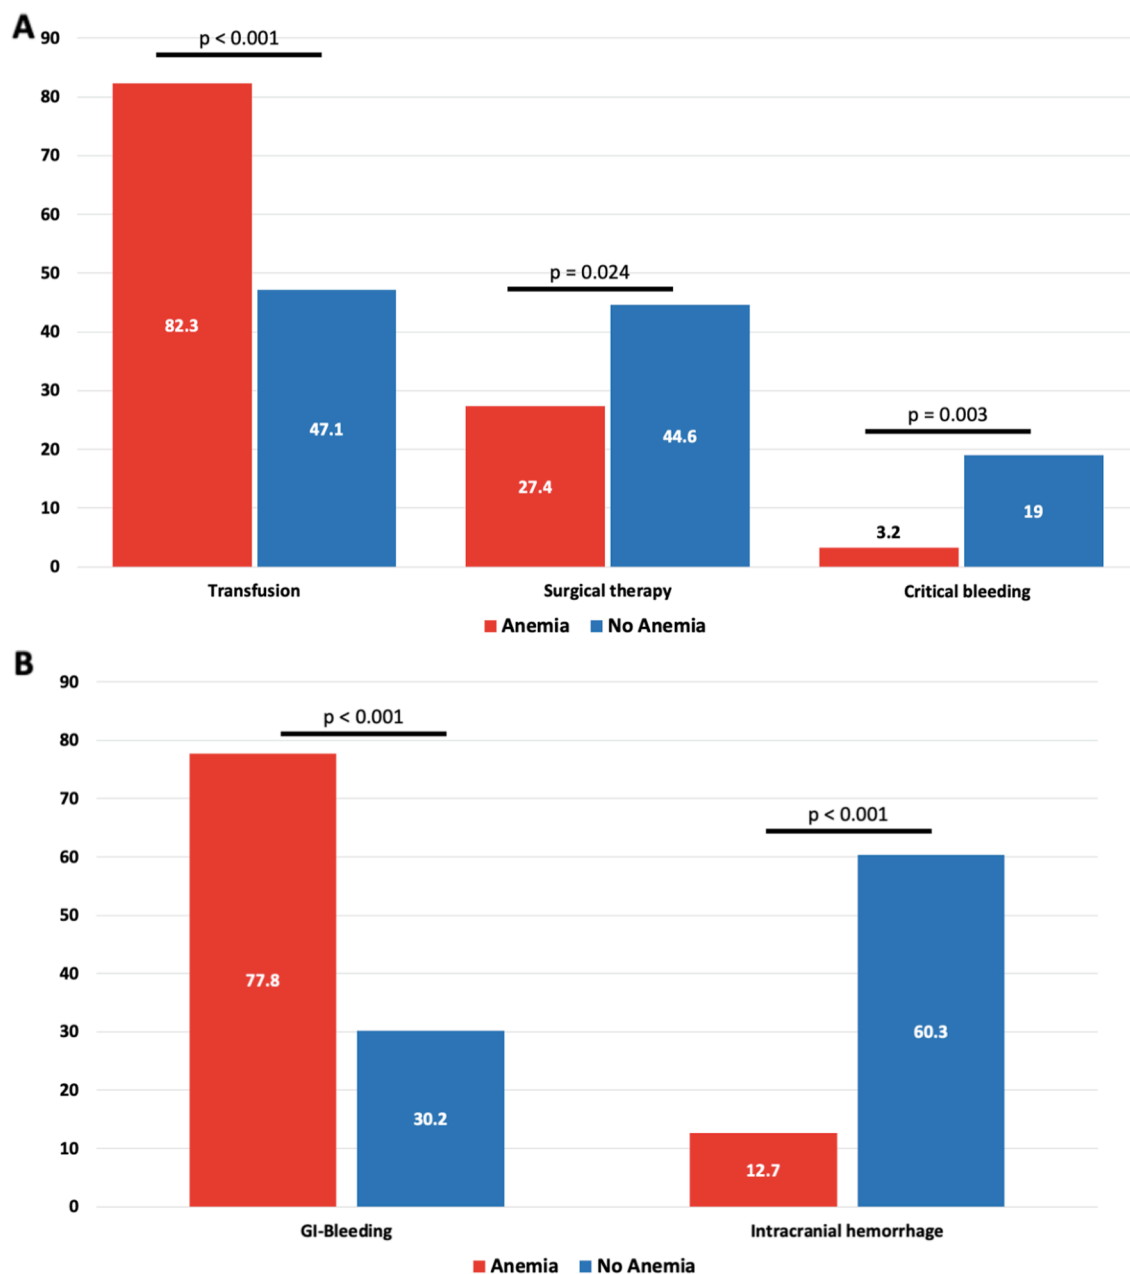 A
90
p < 0.001
80
70
60
50
p = 0.024
40
30
p = 0.003
20
10
0
82.3
47.1
27.4
44.6
3.2
19
Transfusion
Surgical therapy
Critical bleeding
Anemia
No Anemia
B
90
p < 0.001
80
70
p < 0.001
60
50
40
30
20
10
0
77.8
30.2
12.7
60.3
GI-Bleeding
Intracranial hemorrhage
Anemia
No Anemia